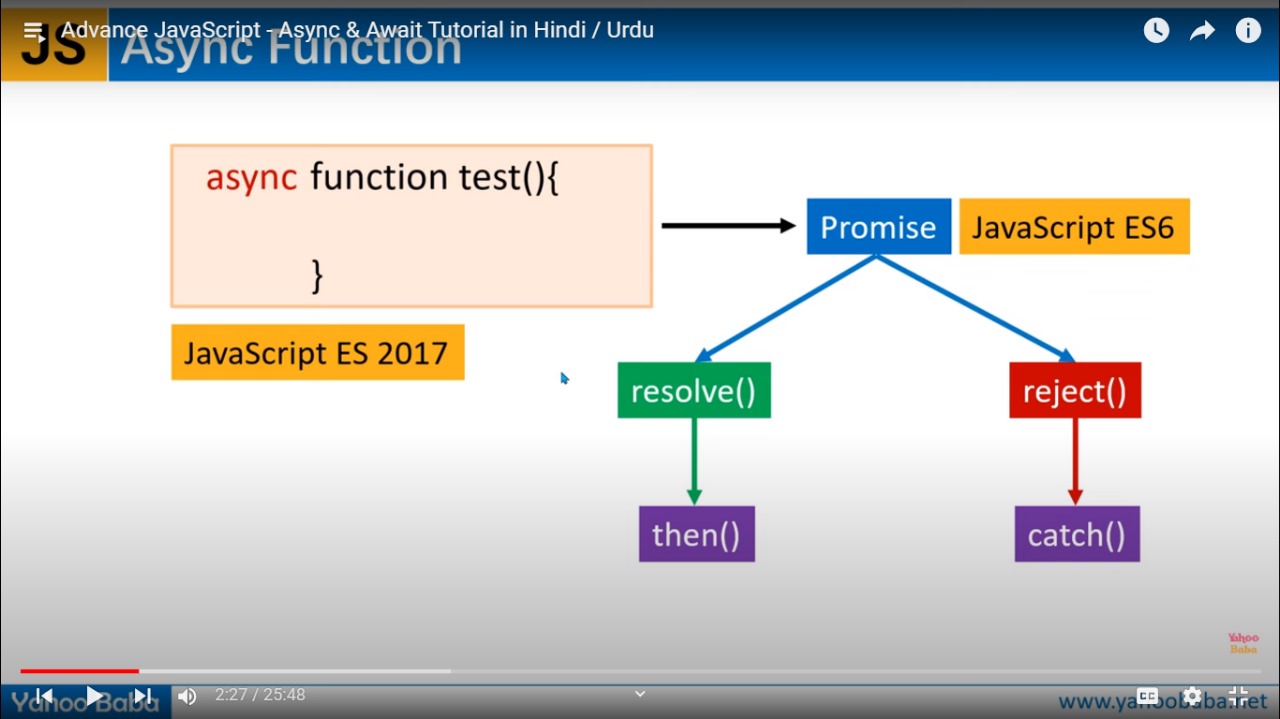 Advance JavaScript - Async & Await Tutorial in Hindi / Urdu
JS Async Function
async function test(){
}
JavaScript ES 2017
Promise
JavaScript ES6
resolve()
reject()
then()
catch()
Yahoo
Baba
2:27 / 25:48
CC
Yahoo Baba
www.yahoobaba.net